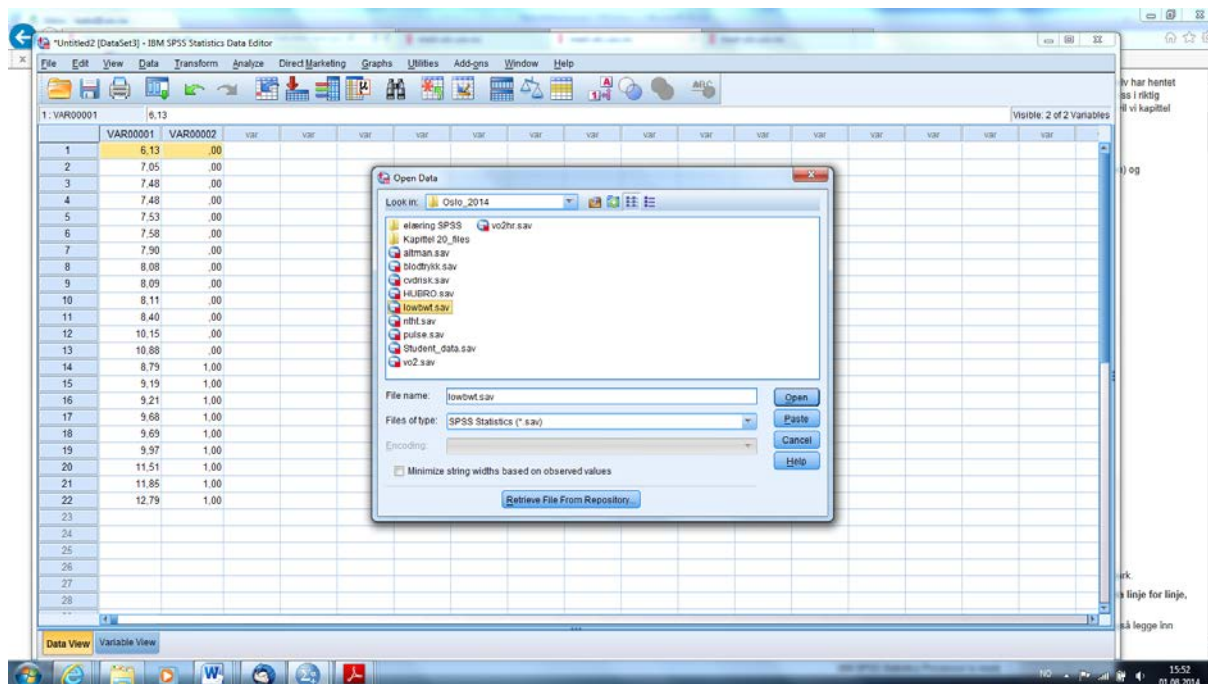 *Untitled2 [DataSet3] - IBM SPSS Statistics Data Editor
File Edit View Data Transform Analyze Direct Marketing Graphs Utilities Add-ons Window Help
1 : VAR00001 6,13 Visible: 2 of 2 Variables
VAR00001 VAR00002 var var var var var var var var var var var var var var
1 6,13 ,00
2 7,05 ,00
3 7,48 ,00
4 7,48 ,00
5 7,53 ,00
6 7,58 ,00
7 7,90 ,00
8 8,08 ,00
9 8,09 ,00
10 8,11 ,00
11 8,40 ,00
12 10,15 ,00
13 10,88 ,00
14 8,79 1,00
15 9,19 1,00
16 9,21 1,00
17 9,68 1,00
18 9,69 1,00
19 9,97 1,00
20 11,51 1,00
21 11,85 1,00
22 12,79 1,00
23
24
25
26
27
28
Open Data
Look in: Oslo_2014
elæring SPSS
Kapittel 20_files
altman.sav
blodtrykk.sav
cvdrisk.sav
HUBRO.sav
lowbwt.sav
ntht.sav
pulse.sav
Student_data.sav
vo2.sav
vo2hr.sav
File name: lowbwt.sav
Files of type: SPSS Statistics (*.sav)
Encoding:
Minimize string widths based on observed values
Retrieve File From Repository...
Open
Paste
Cancel
Help
Data View Variable View
lv har hentet
ss i riktig
vi kapittel
og
linje for linje,
så legge inn
NO
15:52
01.08.2014